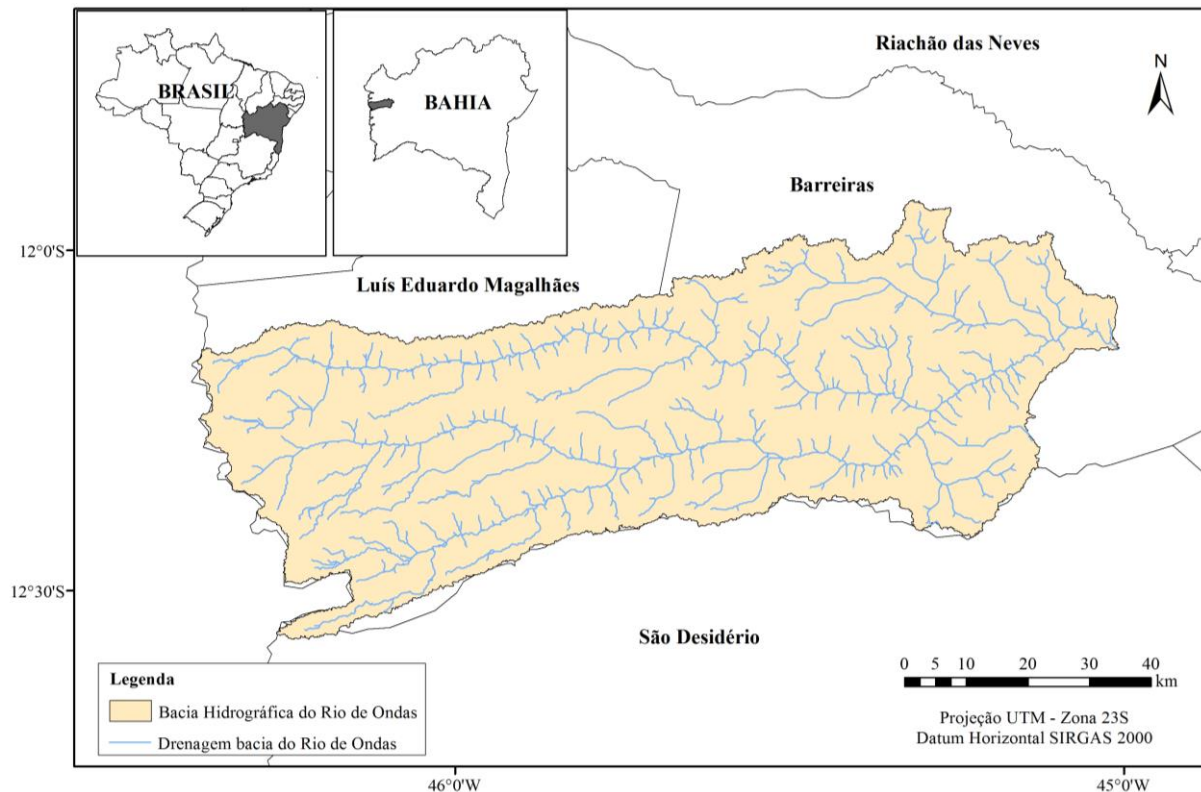 BRASIL
BAHIA
Riachão das Neves
N
Barreiras
12°0'S
Luís Eduardo Magalhães
12°30'S
São Desidério
Legenda
Bacia Hidrográfica do Rio de Ondas
Drenagem bacia do Rio de Ondas
0 5 10 20 30 40
km
Projeção UTM - Zona 23S
Datum Horizontal SIRGAS 2000
46°0'W
45°0'W